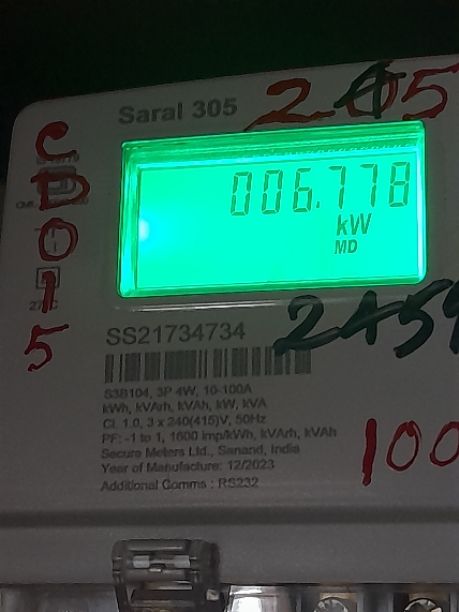 Saral 305
205
CD015
006.778
kW
MD
SS21734734
S3B104, 3P 4W, 10-100A
kWh, kVArh, kVAh, kW, kVA
Cl. 1.0, 3 x 240(415)V, 50Hz
PF: -1 to 1, 1600 imp/kWh, kVArh, kVAh
Secure Meters Ltd., Sanand, India
Year of Manufacture: 12/2023
Additional Comms : RS232
100